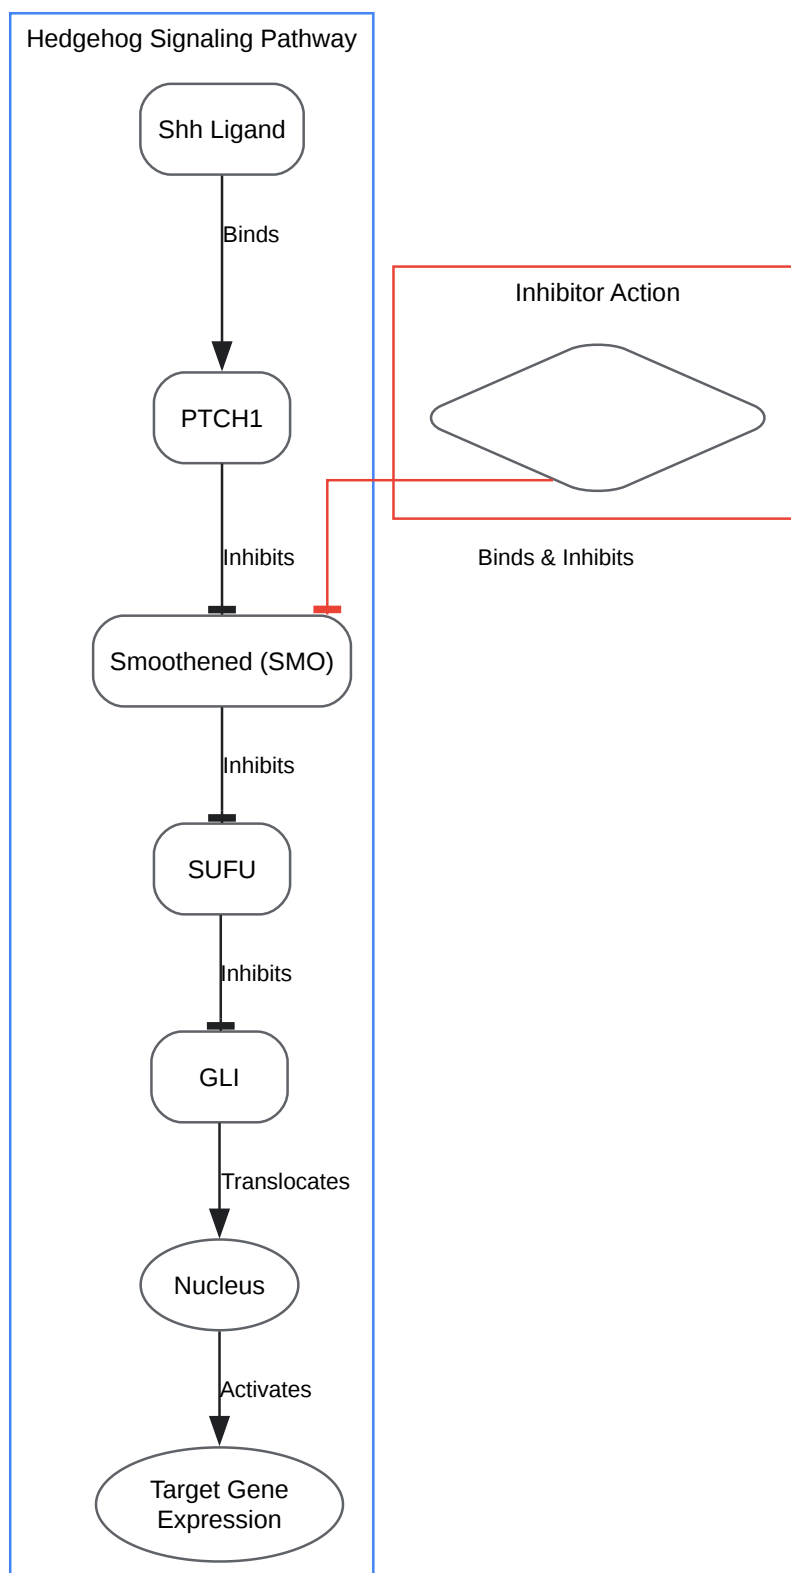 Hedgehog Signaling Pathway
Shh Ligand
Binds
Inhibitor Action
PTCH1
Inhibits
Binds & Inhibits
Smoothened (SMO)
Inhibits
SUFU
Inhibits
GLI
Translocates
Nucleus
Activates
Target Gene
Expression